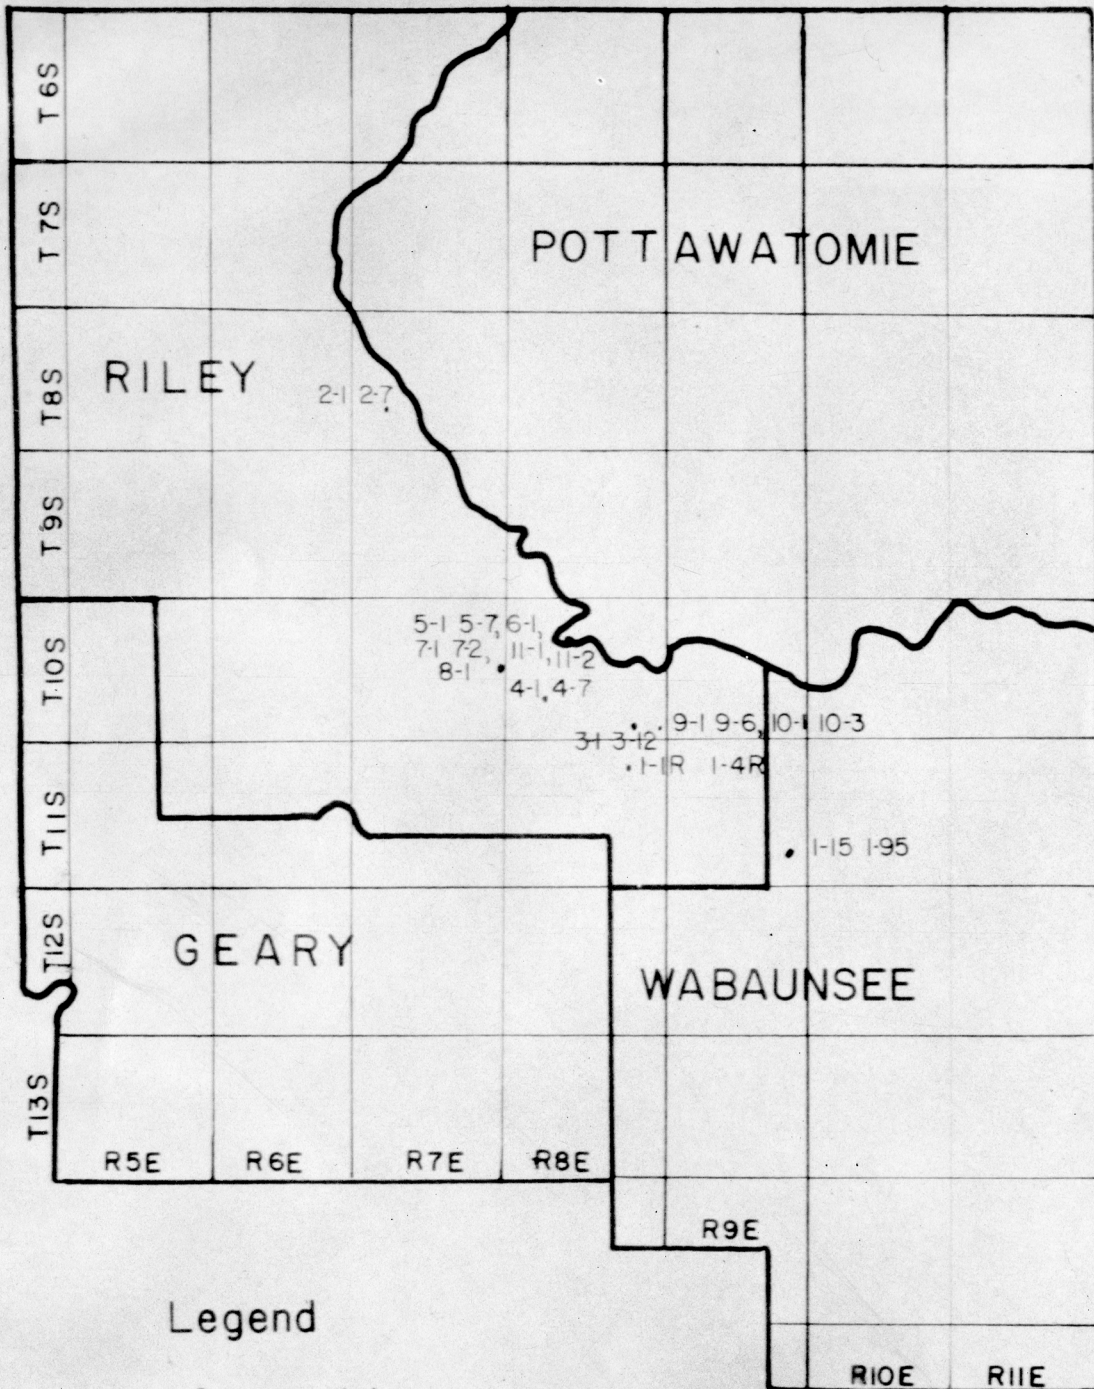 T6S
T7S
POTTAWATOMIE
T8S
RILEY
2-1 2-7
T9S
T10S
5-1 5-7, 6-1,
7-1 7-2, 11-1, 11-2
8-1
4-1, 4-7
9-1 9-6, 10-1 10-3
3-1 3-12
1-1R 1-4R
T11S
1-15 1-95
T12S
GEARY
WABAUNSEE
T13S
R5E R6E R7E R8E
R9E
Legend
R10E R11E